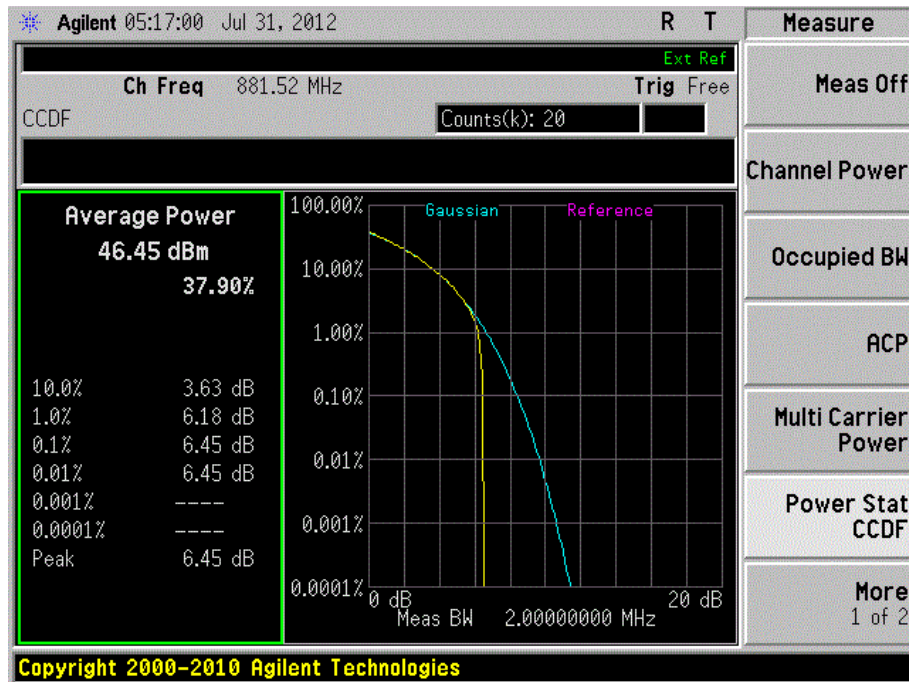 Agilent 05:17:00 Jul 31, 2012 R T
Measure
Ext Ref
Ch Freq 881.52 MHz Trig Free
CCDF Counts(k): 20
Average Power
46.45 dBm
37.90%
10.0% 3.63 dB
1.0% 6.18 dB
0.1% 6.45 dB
0.01% 6.45 dB
0.001% ----
0.0001% ----
Peak 6.45 dB
100.00%
Gaussian Reference
10.00%
1.00%
0.10%
0.01%
0.001%
0.0001%
0 dB 20 dB
Meas BW 2.00000000 MHz
Meas Off
Channel Power
Occupied BW
ACP
Multi Carrier
Power
Power Stat
CCDF
More
1 of 2
Copyright 2000-2010 Agilent Technologies